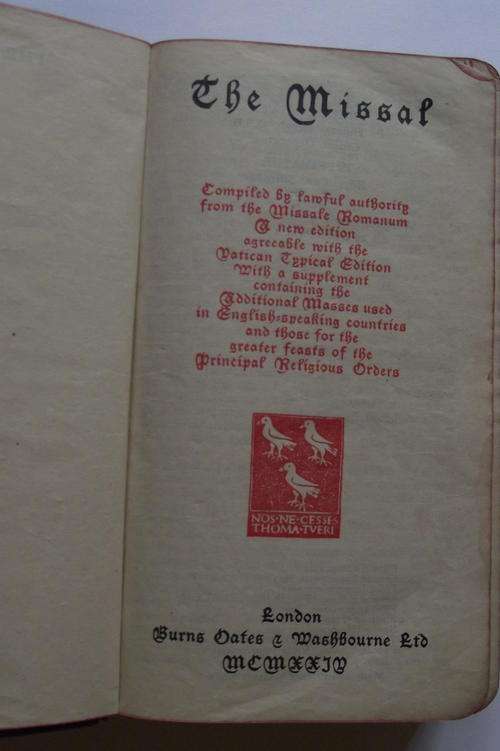 The Missal
Compiled by lawful authority
from the Missale Romanum
A new edition
agreeable with the
Vatican Typical Edition
With a supplement
containing the
Additional Masses used
in English-speaking countries
and those for the
greater feasts of the
Principal Religious Orders
NOS·NE·CESSES
THOMA·TVERI
London
Burns Oates & Washbourne Ltd
MCMXXIV